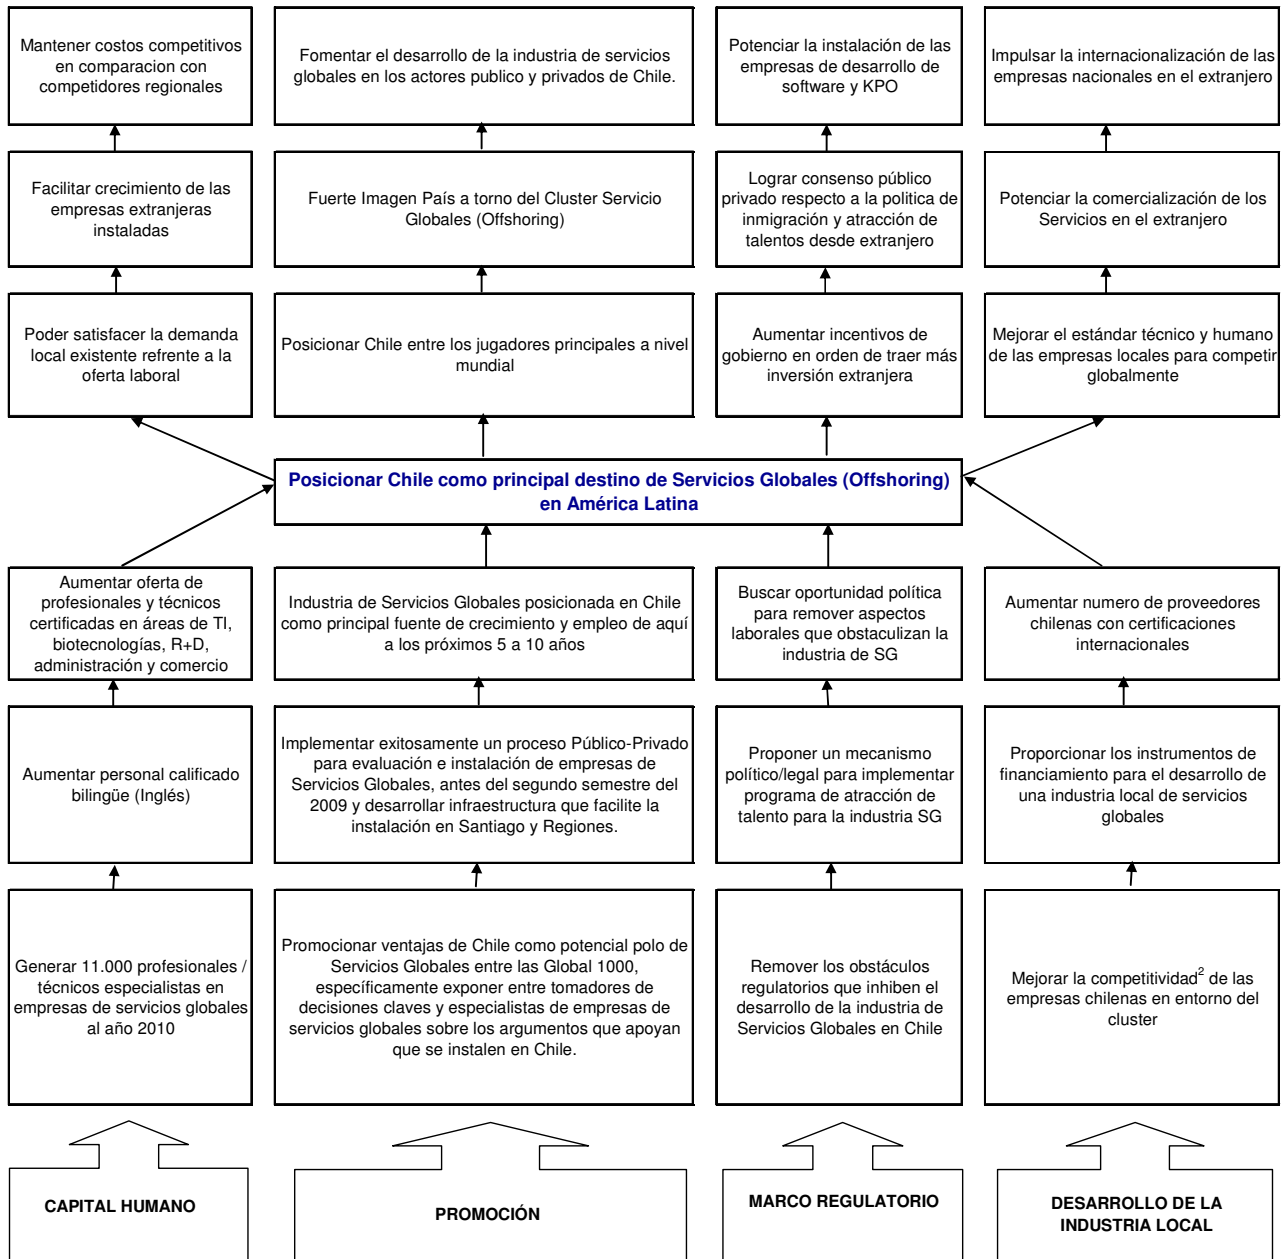 Mantener costos competitivos
en comparacion con
competidores regionales
Fomentar el desarrollo de la industria de servicios
globales en los actores publico y privados de Chile.
Potenciar la instalación de las
empresas de desarrollo de
software y KPO
Impulsar la internacionalización de las
empresas nacionales en el extranjero
Facilitar crecimiento de las
empresas extranjeras
instaladas
Fuerte Imagen País a torno del Cluster Servicio
Globales (Offshoring)
Lograr consenso público
privado respecto a la politica de
inmigración y atracción de
talentos desde extranjero
Potenciar la comercialización de los
Servicios en el extranjero
Poder satisfacer la demanda
local existente refrente a la
oferta laboral
Posicionar Chile entre los jugadores principales a nivel
mundial
Aumentar incentivos de
gobierno en orden de traer más
inversión extranjera
Mejorar el estándar técnico y humano
de las empresas locales para competir
globalmente
Posicionar Chile como principal destino de Servicios Globales (Offshoring)
en América Latina
Aumentar oferta de
profesionales y técnicos
certificadas en áreas de TI,
biotecnologías, R+D,
administración y comercio
Industria de Servicios Globales posicionada en Chile
como principal fuente de crecimiento y empleo de aquí
a los próximos 5 a 10 años
Buscar oportunidad política
para remover aspectos
laborales que obstaculizan la
industria de SG
Aumentar numero de proveedores
chilenas con certificaciones
internacionales
Aumentar personal calificado
bilingüe (Inglés)
Implementar exitosamente un proceso Público-Privado
para evaluación e instalación de empresas de
Servicios Globales, antes del segundo semestre del
2009 y desarrollar infraestructura que facilite la
instalación en Santiago y Regiones.
Proponer un mecanismo
político/legal para implementar
programa de atracción de
talento para la industria SG
Proporcionar los instrumentos de
financiamiento para el desarrollo de
una industria local de servicios
globales
Generar 11.000 profesionales /
técnicos especialistas en
empresas de servicios globales
al año 2010
Promocionar ventajas de Chile como potencial polo de
Servicios Globales entre las Global 1000,
específicamente exponer entre tomadores de
decisiones claves y especialistas de empresas de
servicios globales sobre los argumentos que apoyan
que se instalen en Chile.
Remover los obstáculos
regulatorios que inhiben el
desarrollo de la industria de
Servicios Globales en Chile
Mejorar la competitividad² de las
empresas chilenas en entorno del
cluster
CAPITAL HUMANO
PROMOCIÓN
MARCO REGULATORIO
DESARROLLO DE LA
INDUSTRIA LOCAL